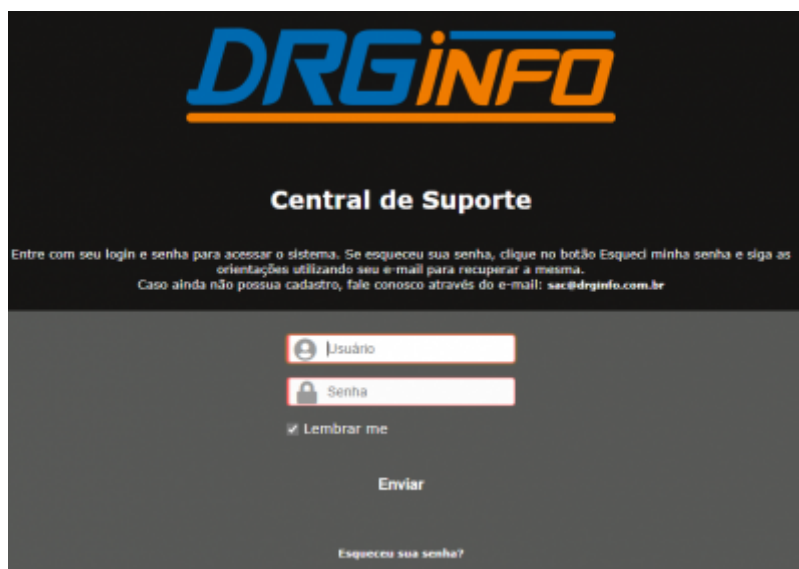 DRGINFO
Central de Suporte
Entre com seu login e senha para acessar o sistema. Se esqueceu sua senha, clique no botão Esqueci minha senha e siga as
orientações utilizando seu e-mail para recuperar a mesma.
Caso ainda não possua cadastro, fale conosco através do e-mail: sac@drginfo.com.br
Usuário
Senha
Lembrar me
Enviar
Esqueceu sua senha?